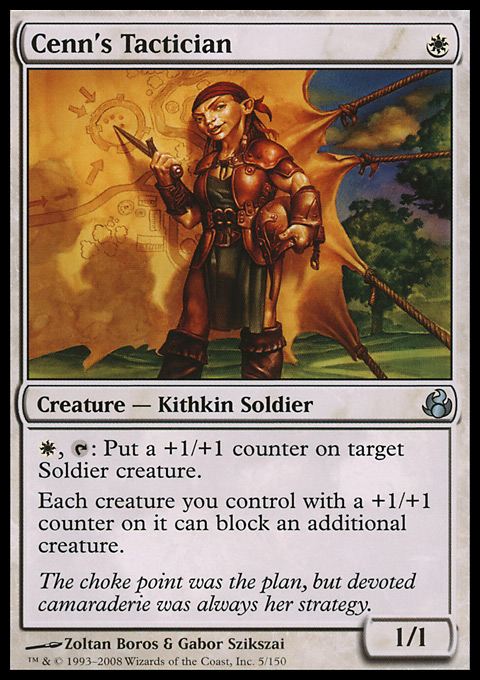 Cenn's Tactician
Creature — Kithkin Soldier
, : Put a +1/+1 counter on target
Soldier creature.
Each creature you control with a +1/+1
counter on it can block an additional
creature.
The choke point was the plan, but devoted
camaraderie was always her strategy.
Zoltan Boros & Gabor Szikszai
1/1
™ & © 1993–2008 Wizards of the Coast, Inc. 5/150